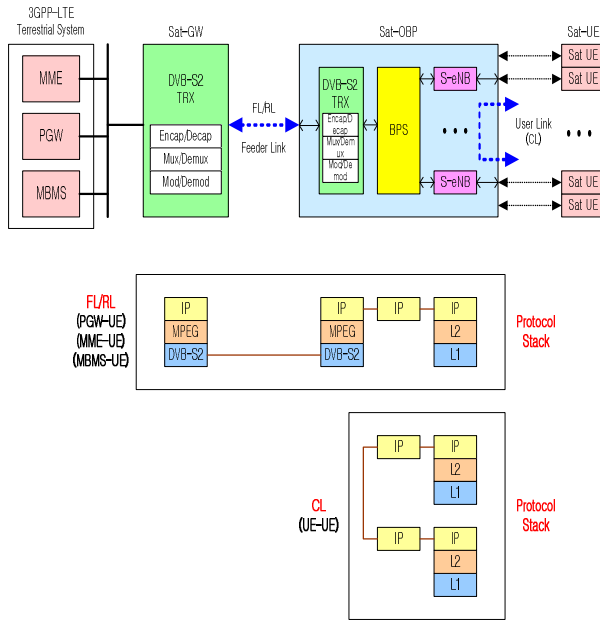 3GPP-LTE
Terrestrial System
Sat-GW
Sat-OBP
Sat-UE
MME
PGW
MBMS
DVB-S2
TRX
Encap/Decap
Mux/Demux
Mod/Demod
FL/RL
Feeder Link
DVB-S2
TRX
Encap/D
ecap
Mux/Dem
ux
Mod/De
mod
BPS
S-eNB
• • •
S-eNB
User Link
(CL)
Sat UE
Sat UE
• • •
Sat UE
Sat UE
FL/RL
(PGW-UE)
(MME-UE)
(MBMS-UE)
IP
MPEG
DVB-S2
IP
MPEG
DVB-S2
IP
IP
L2
L1
Protocol
Stack
CL
(UE-UE)
IP
IP
L2
L1
IP
IP
L2
L1
Protocol
Stack